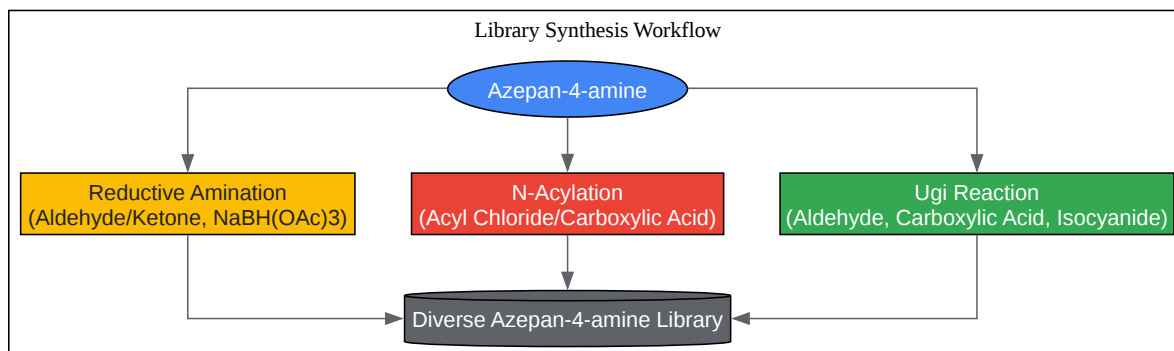 Library Synthesis Workflow
Azepan-4-amine
Reductive Amination
(Aldehyde/Ketone, NaBH(OAc)3)
N-Acylation
(Acyl Chloride/Carboxylic Acid)
Ugi Reaction
(Aldehyde, Carboxylic Acid, Isocyanide)
Diverse Azepan-4-amine Library